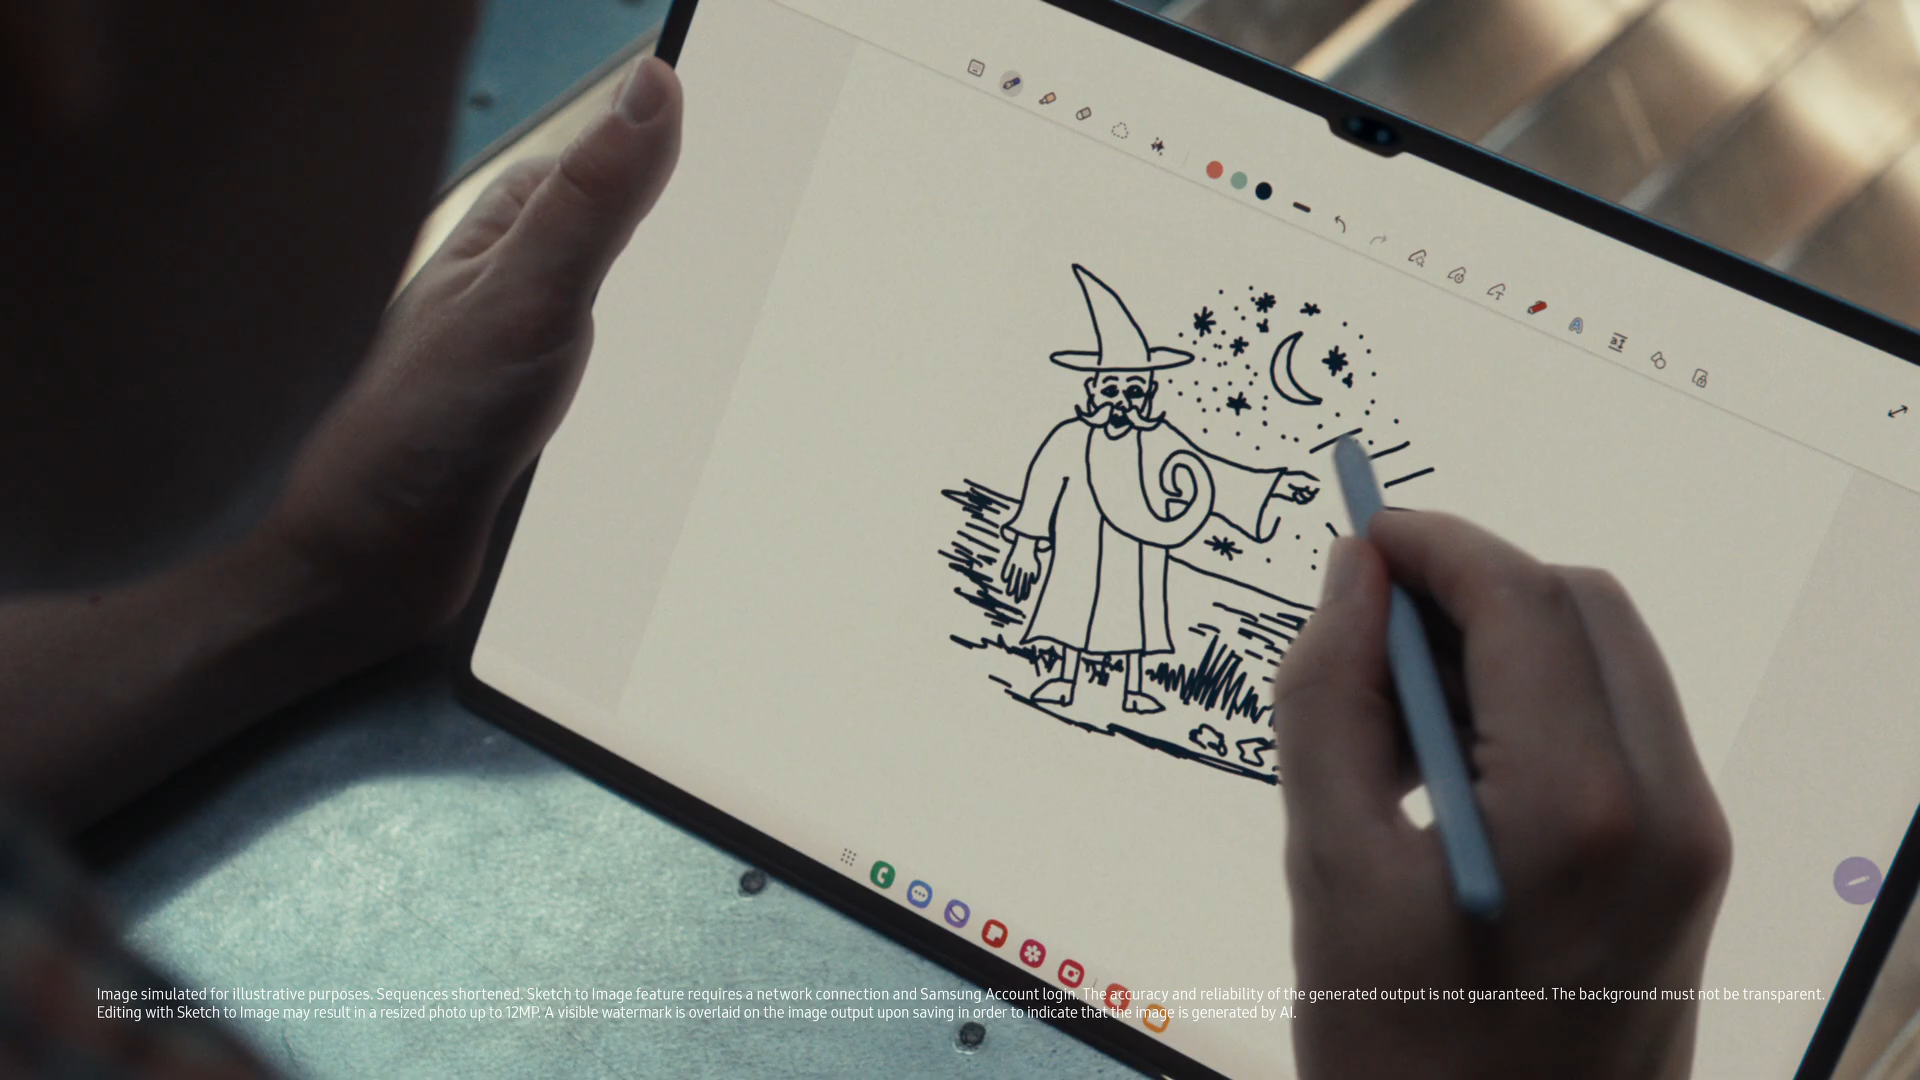 Image simulated for illustrative purposes. Sequences shortened. Sketch to Image feature requires a network connection and Samsung Account login. The accuracy and reliability of the generated output is not guaranteed. The background must not be transparent.
Editing with Sketch to Image may result in a resized photo up to 12MP. A visible watermark is overlaid on the image output upon saving in order to indicate that the image is generated by AI.